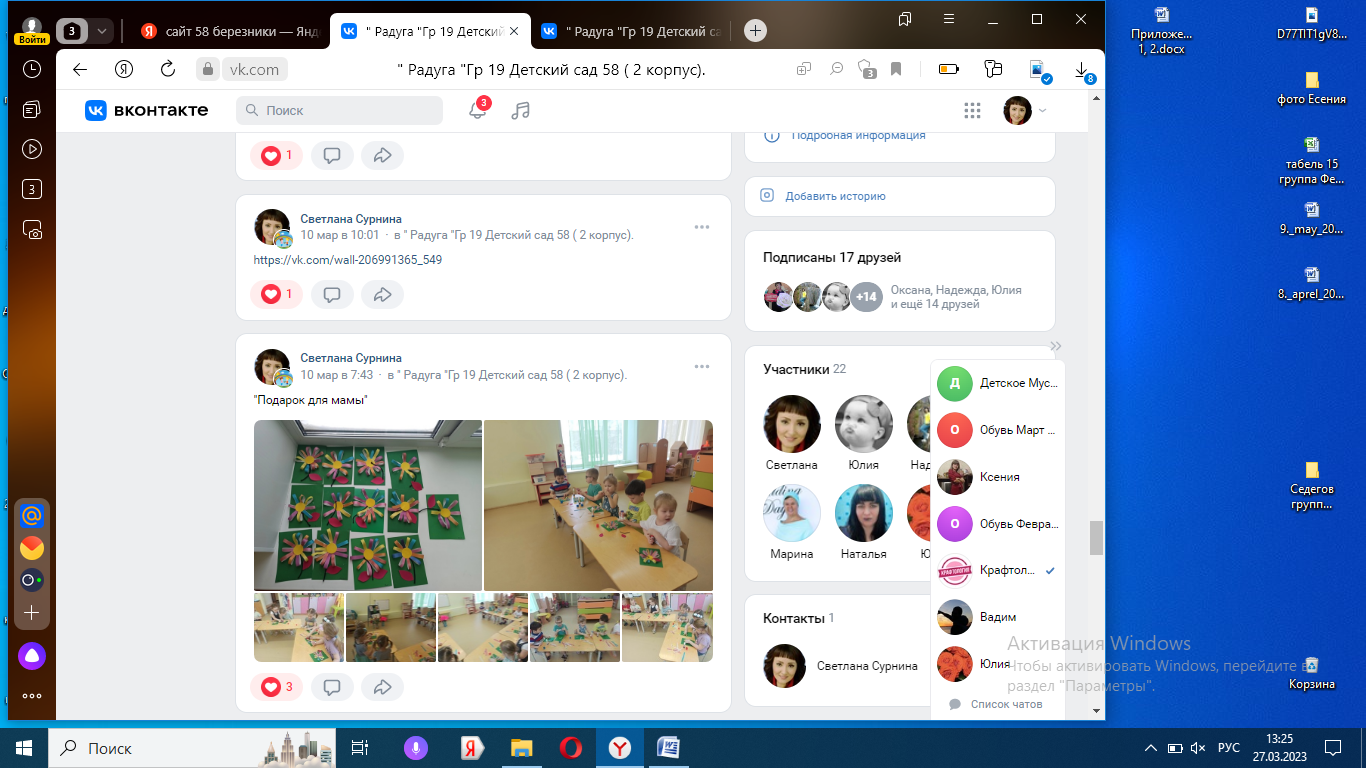 Войти
3
сайт 58 березники — Янд
" Радуга "Гр 19 Детский
" Радуга "Гр 19 Детский са
vk.com
" Радуга "Гр 19 Детский сад 58 ( 2 корпус).
3
8
вконтакте
Поиск
3
1
Подробная информация
Добавить историю
Светлана Сурнина
10 мар в 10:01 · в " Радуга "Гр 19 Детский сад 58 ( 2 корпус).
https://vk.com/wall-206991365_549
1
Подписаны 17 друзей
+14
Оксана, Надежда, Юлия
и ещё 14 друзей
Светлана Сурнина
10 мар в 7:43 · в " Радуга "Гр 19 Детский сад 58 ( 2 корпус).
"Подарок для мамы"
3
Участники 22
Светлана
Юлия
Над
Марина
Наталья
Ю
Контакты 1
Светлана Сурнина
Д
Детское Мус...
О
Обувь Март ...
Ксения
О
Обувь Февра...
Крафтол...
Вадим
Юлия
Список чатов
3
Приложе...
1, 2.docx
D77TlT1gV8...
фото Есения
табель 15
группа Фе...
9._may_20...
8._aprel_20...
Седегов
групп...
Корзина
Активация Windows
Чтобы активировать Windows, перейдите в
раздел "Параметры".
Поиск
РУС
13:25
27.03.2023